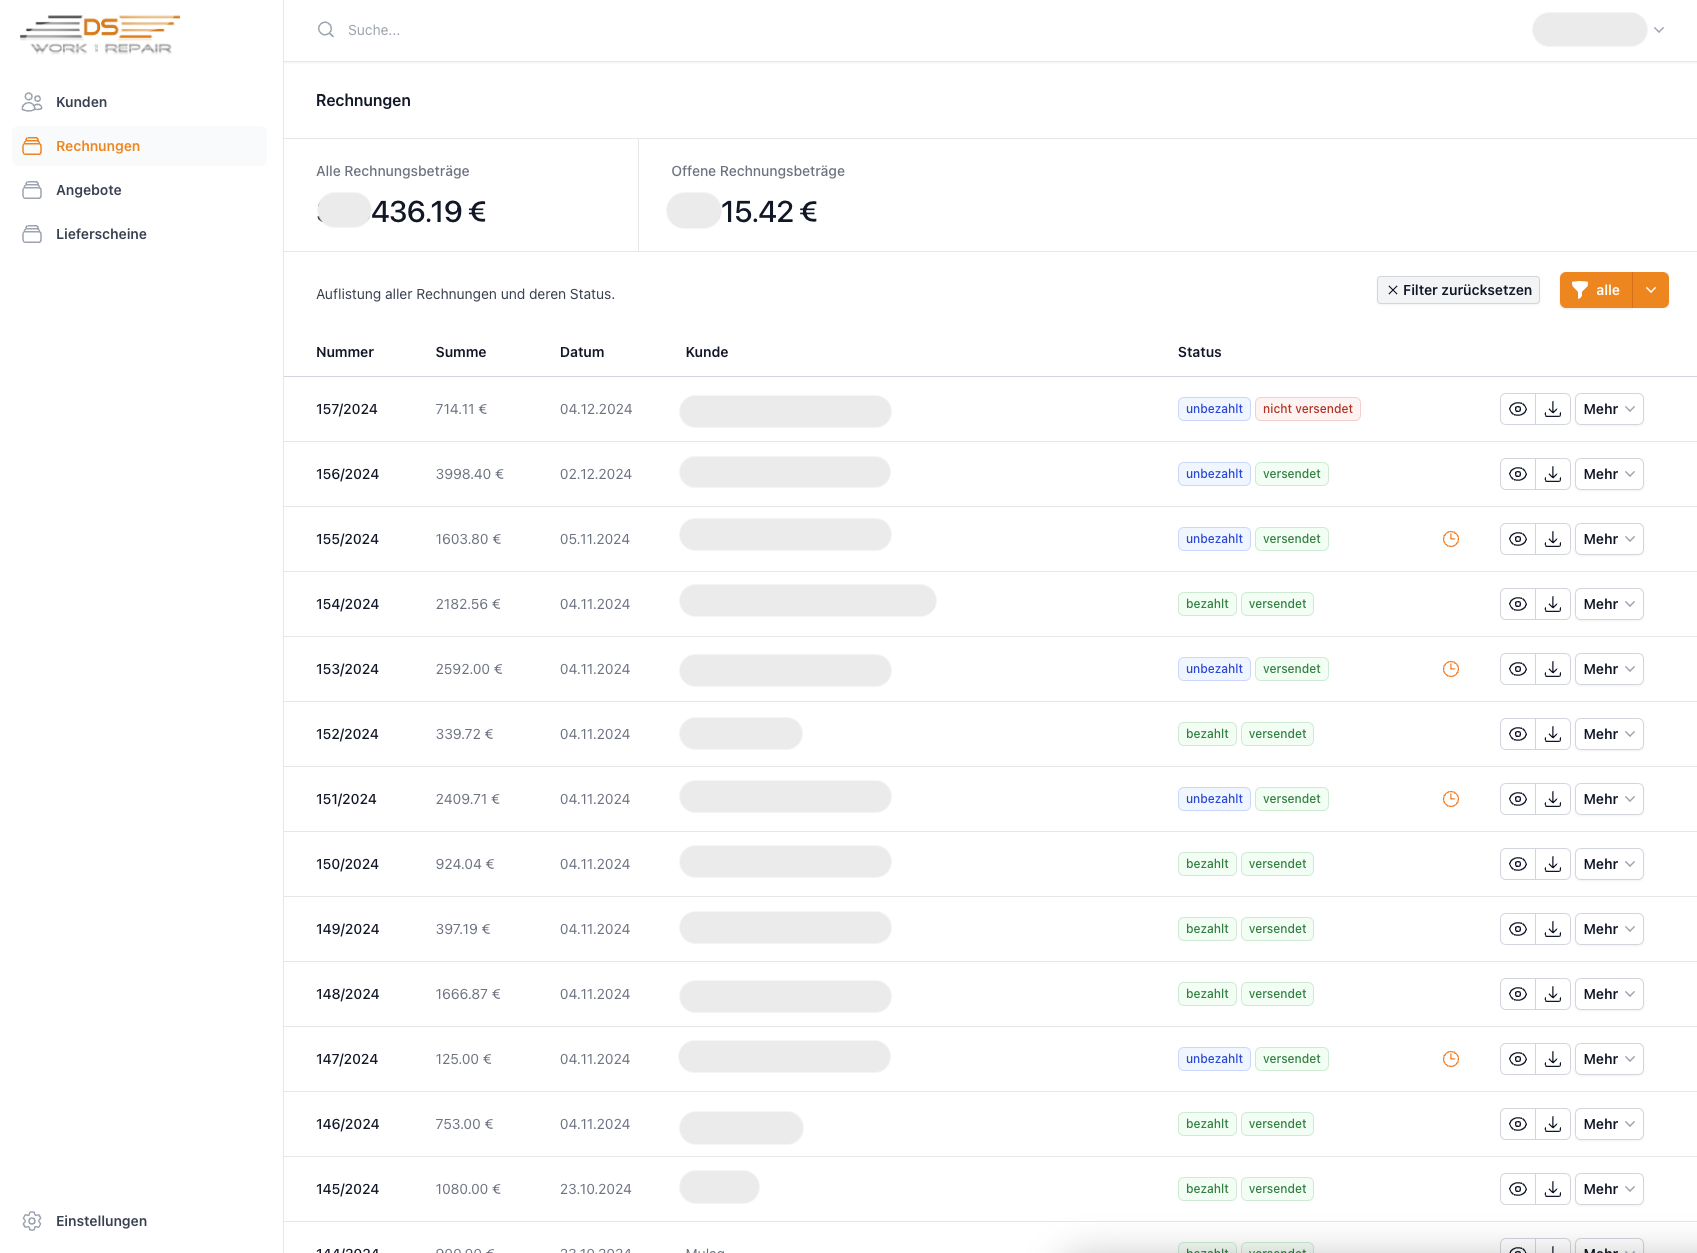 DS
WORK & REPAIR
Suche...
Kunden
Rechnungen
Angebote
Lieferscheine
Einstellungen
Rechnungen
Alle Rechnungsbeträge
436.19 €
Offene Rechnungsbeträge
15.42 €
Auflistung aller Rechnungen und deren Status.
Filter zurücksetzen
alle
Nummer Summe Datum Kunde Status
157/2024 714.11 € 04.12.2024 unbezahlt nicht versendet Mehr
156/2024 3998.40 € 02.12.2024 unbezahlt versendet Mehr
155/2024 1603.80 € 05.11.2024 unbezahlt versendet Mehr
154/2024 2182.56 € 04.11.2024 bezahlt versendet Mehr
153/2024 2592.00 € 04.11.2024 unbezahlt versendet Mehr
152/2024 339.72 € 04.11.2024 bezahlt versendet Mehr
151/2024 2409.71 € 04.11.2024 unbezahlt versendet Mehr
150/2024 924.04 € 04.11.2024 bezahlt versendet Mehr
149/2024 397.19 € 04.11.2024 bezahlt versendet Mehr
148/2024 1666.87 € 04.11.2024 bezahlt versendet Mehr
147/2024 125.00 € 04.11.2024 unbezahlt versendet Mehr
146/2024 753.00 € 04.11.2024 bezahlt versendet Mehr
145/2024 1080.00 € 23.10.2024 bezahlt versendet Mehr
144/2024 23.10.2024 bezahlt versendet Mehr